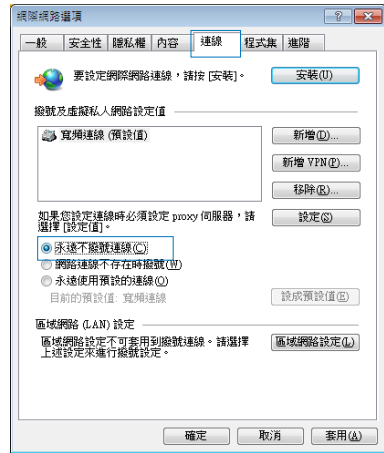 網際網路選項
一般 安全性 隱私權 內容 連線 程式集 進階
要設定網際網路連線，請按 [安裝]。 安裝(U)
撥號及虛擬私人網路設定值
寬頻連線 (預設值) 新增(D)...
新增 VPN(P)...
移除(R)...
如果您設定連線時必須設定 proxy 伺服器，請 設定(S)
選擇 [設定值]。
永遠不撥號連線(C)
網路連線不存在時撥號(W)
永遠使用預設的連線(O)
目前的預設值: 寬頻連線 設成預設值(E)
區域網路 (LAN) 設定
區域網路設定不可套用到撥號連線。請選擇 區域網路設定(L)
上述設定來進行撥號設定。
確定 取消 套用(A)